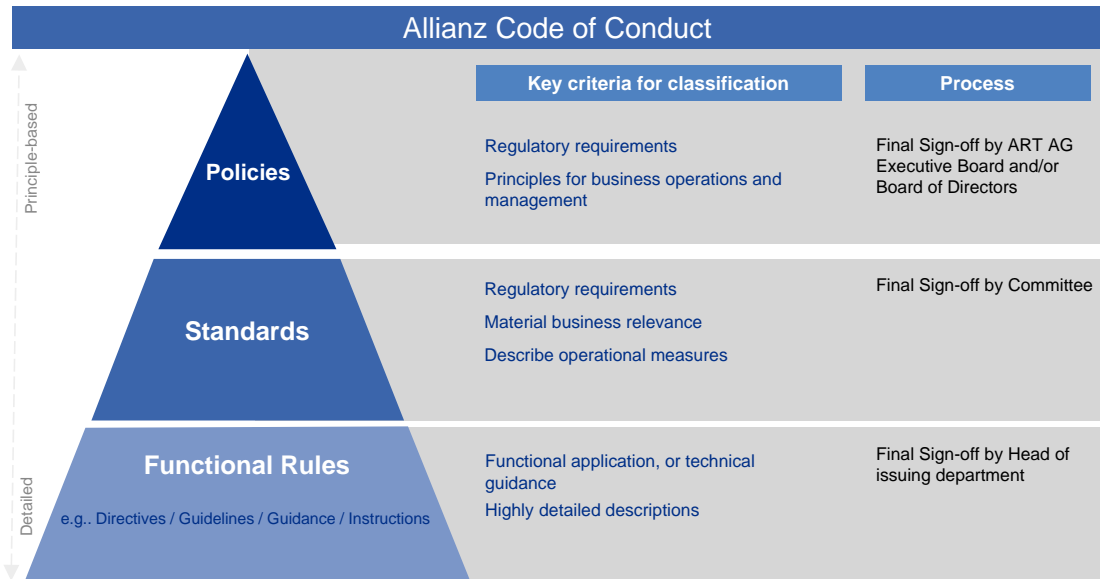 Allianz Code of Conduct
Key criteria for classification
Process
Principle-based
Policies
Regulatory requirements
Principles for business operations and
management
Final Sign-off by ART AG
Executive Board and/or
Board of Directors
Standards
Regulatory requirements
Material business relevance
Describe operational measures
Final Sign-off by Committee
Detailed
Functional Rules
e.g.. Directives / Guidelines / Guidance / Instructions
Functional application, or technical
guidance
Highly detailed descriptions
Final Sign-off by Head of
issuing department